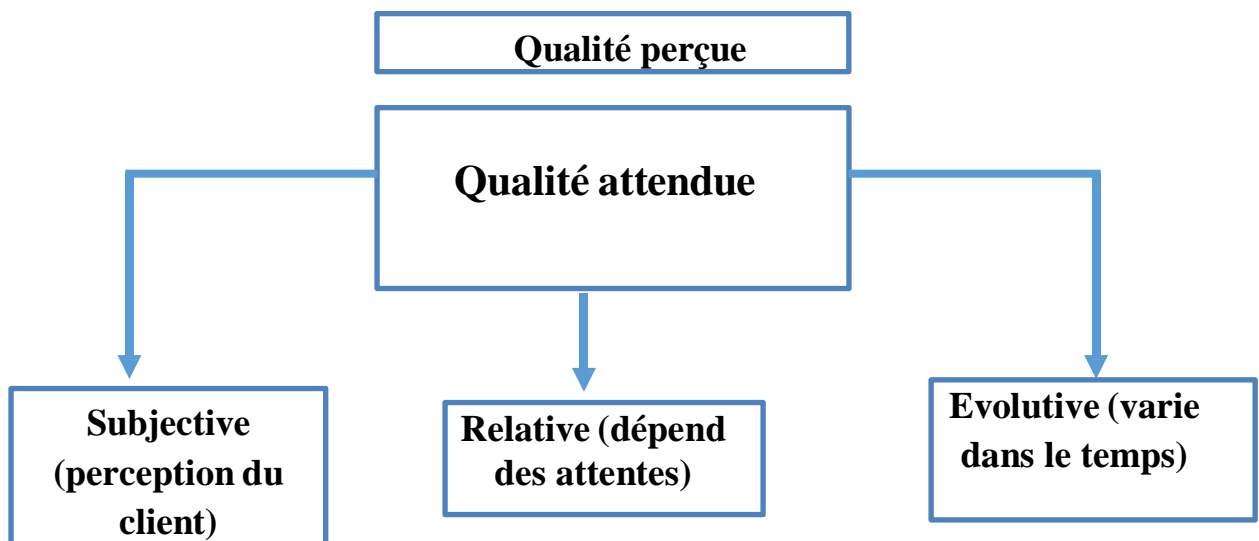 Qualité perçue
Qualité attendue
Subjective
(perception du
client)
Relative (dépend
des attentes)
Evolutive (varie
dans le temps)